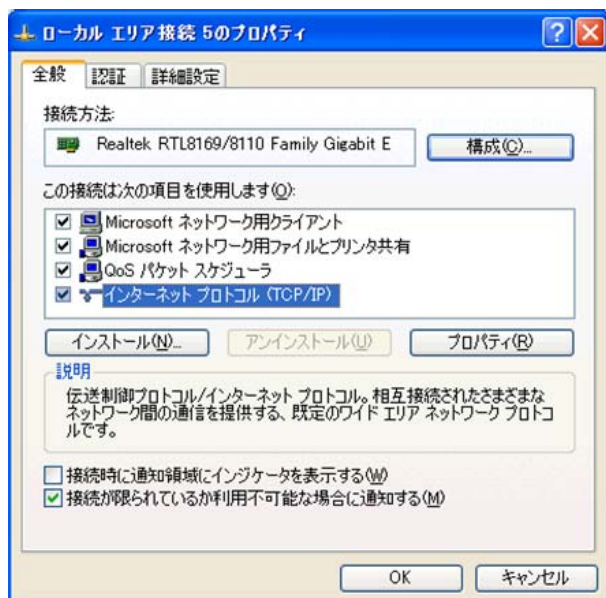 ローカル エリア接続 5のプロパティ
全般 認証 詳細設定
接続方法:
Realtek RTL8169/8110 Family Gigabit E
構成(C)...
この接続は次の項目を使用します(O):
Microsoft ネットワーク用クライアント
Microsoft ネットワーク用ファイルとプリンタ共有
QoS パケット スケジューラ
インターネット プロトコル (TCP/IP)
インストール(N)... アンインストール(U) プロパティ(R)
説明
伝送制御プロトコル/インターネット プロトコル。相互接続されたさまざまな
ネットワーク間の通信を提供する、既定のワイド エリア ネットワーク プロトコ
ルです。
接続時に通知領域にインジケータを表示する(W)
接続が限られているか利用不可能な場合に通知する(M)
OK キャンセル